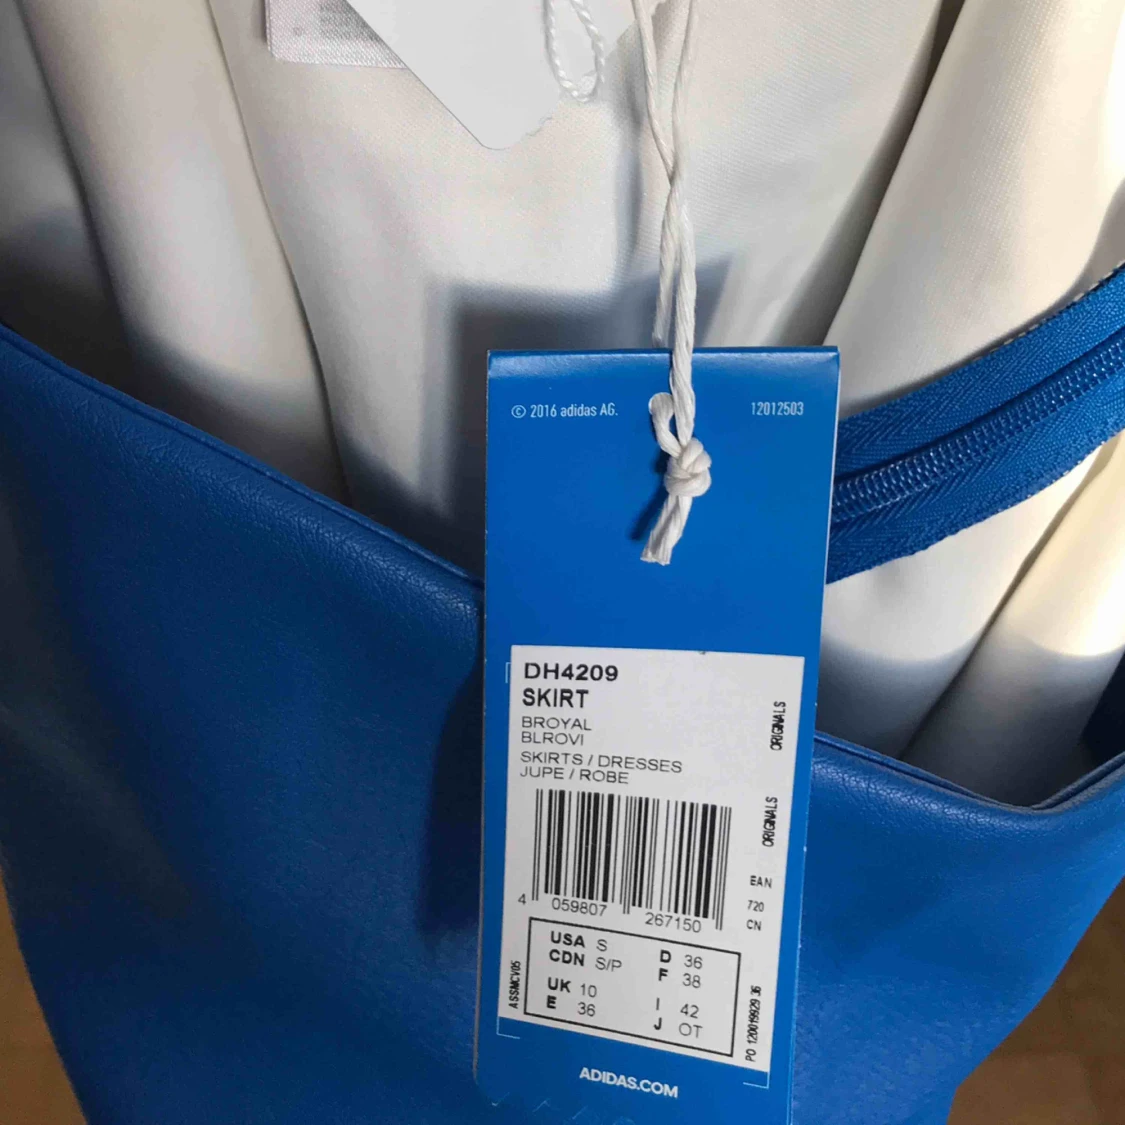 © 2016 adidas AG. 12012503
DH4209
SKIRT
BROYAL
BLROVI
SKIRTS / DRESSES
JUPE / ROBE
ORIGINALS
ORIGINALS
4 059807 267150
EAN
720
CN
USA S D 36
CDN S/P F 38
UK 10 I 42
E 36 J OT
ASSMCV05
PO 120019929 36
ADIDAS.COM